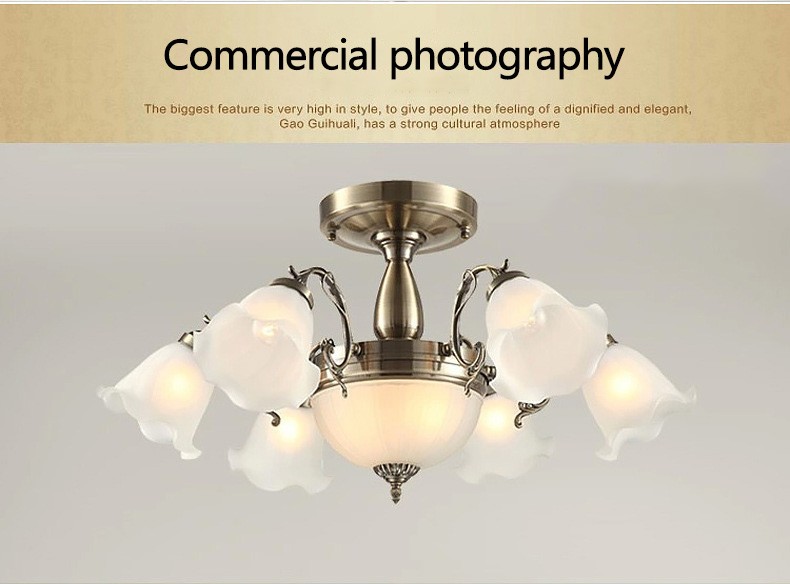 Commercial photography
The biggest feature is very high in style, to give people the feeling of a dignified and elegant,
Gao Guihuali, has a strong cultural atmosphere